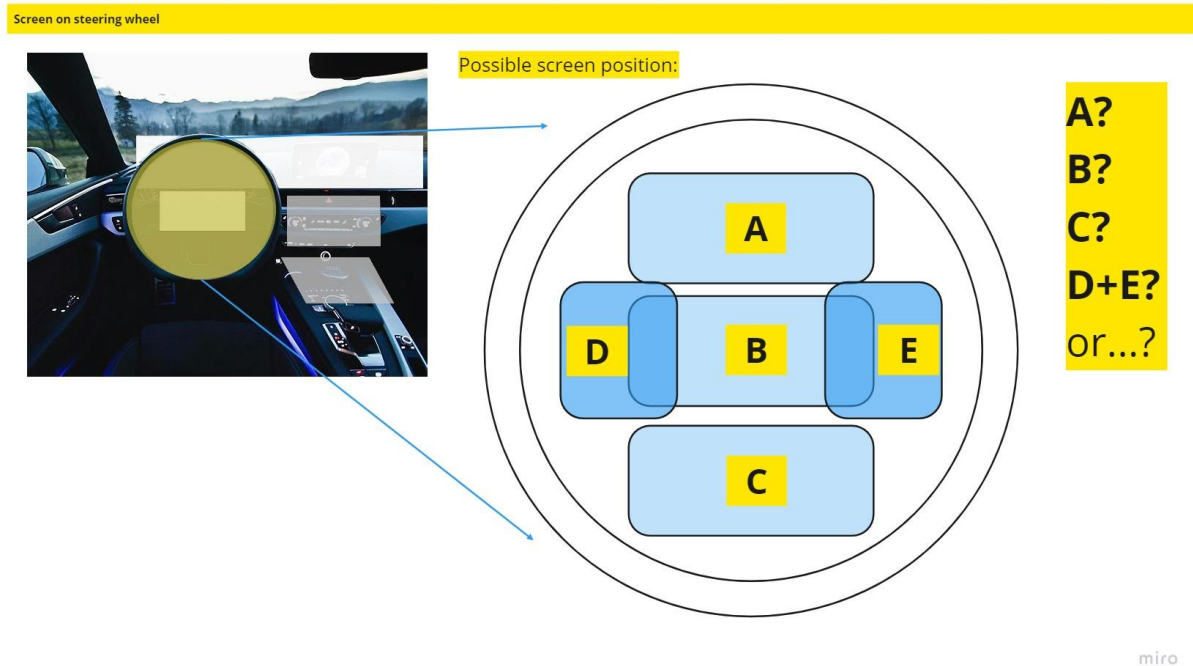 Screen on steering wheel
Possible screen position:
A?
B?
C?
D+E?
or...?
A
D
B
E
C
miro